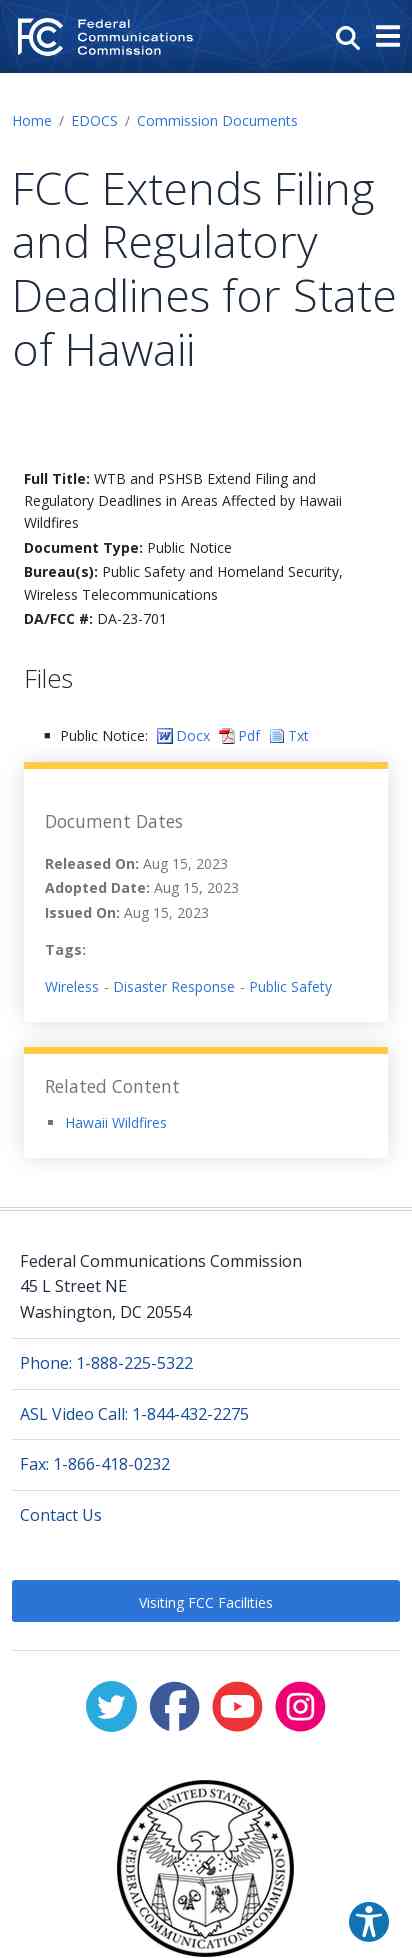 Federal
Communications
Commission
FCC
Home / EDOCS / Commission Documents
FCC Extends Filing
and Regulatory
Deadlines for State
of Hawaii
Full Title: WTB and PSHSB Extend Filing and
Regulatory Deadlines in Areas Affected by Hawaii
Wildfires
Document Type: Public Notice
Bureau(s): Public Safety and Homeland Security,
Wireless Telecommunications
DA/FCC #: DA-23-701
Files
Public Notice: Docx Pdf Txt
Document Dates
Released On: Aug 15, 2023
Adopted Date: Aug 15, 2023
Issued On: Aug 15, 2023
Tags:
Wireless - Disaster Response - Public Safety
Related Content
Hawaii Wildfires
Federal Communications Commission
45 L Street NE
Washington, DC 20554
Phone: 1-888-225-5322
ASL Video Call: 1-844-432-2275
Fax: 1-866-418-0232
Contact Us
Visiting FCC Facilities
UNITED STATES
FEDERAL COMMUNICATIONS COMMISSION